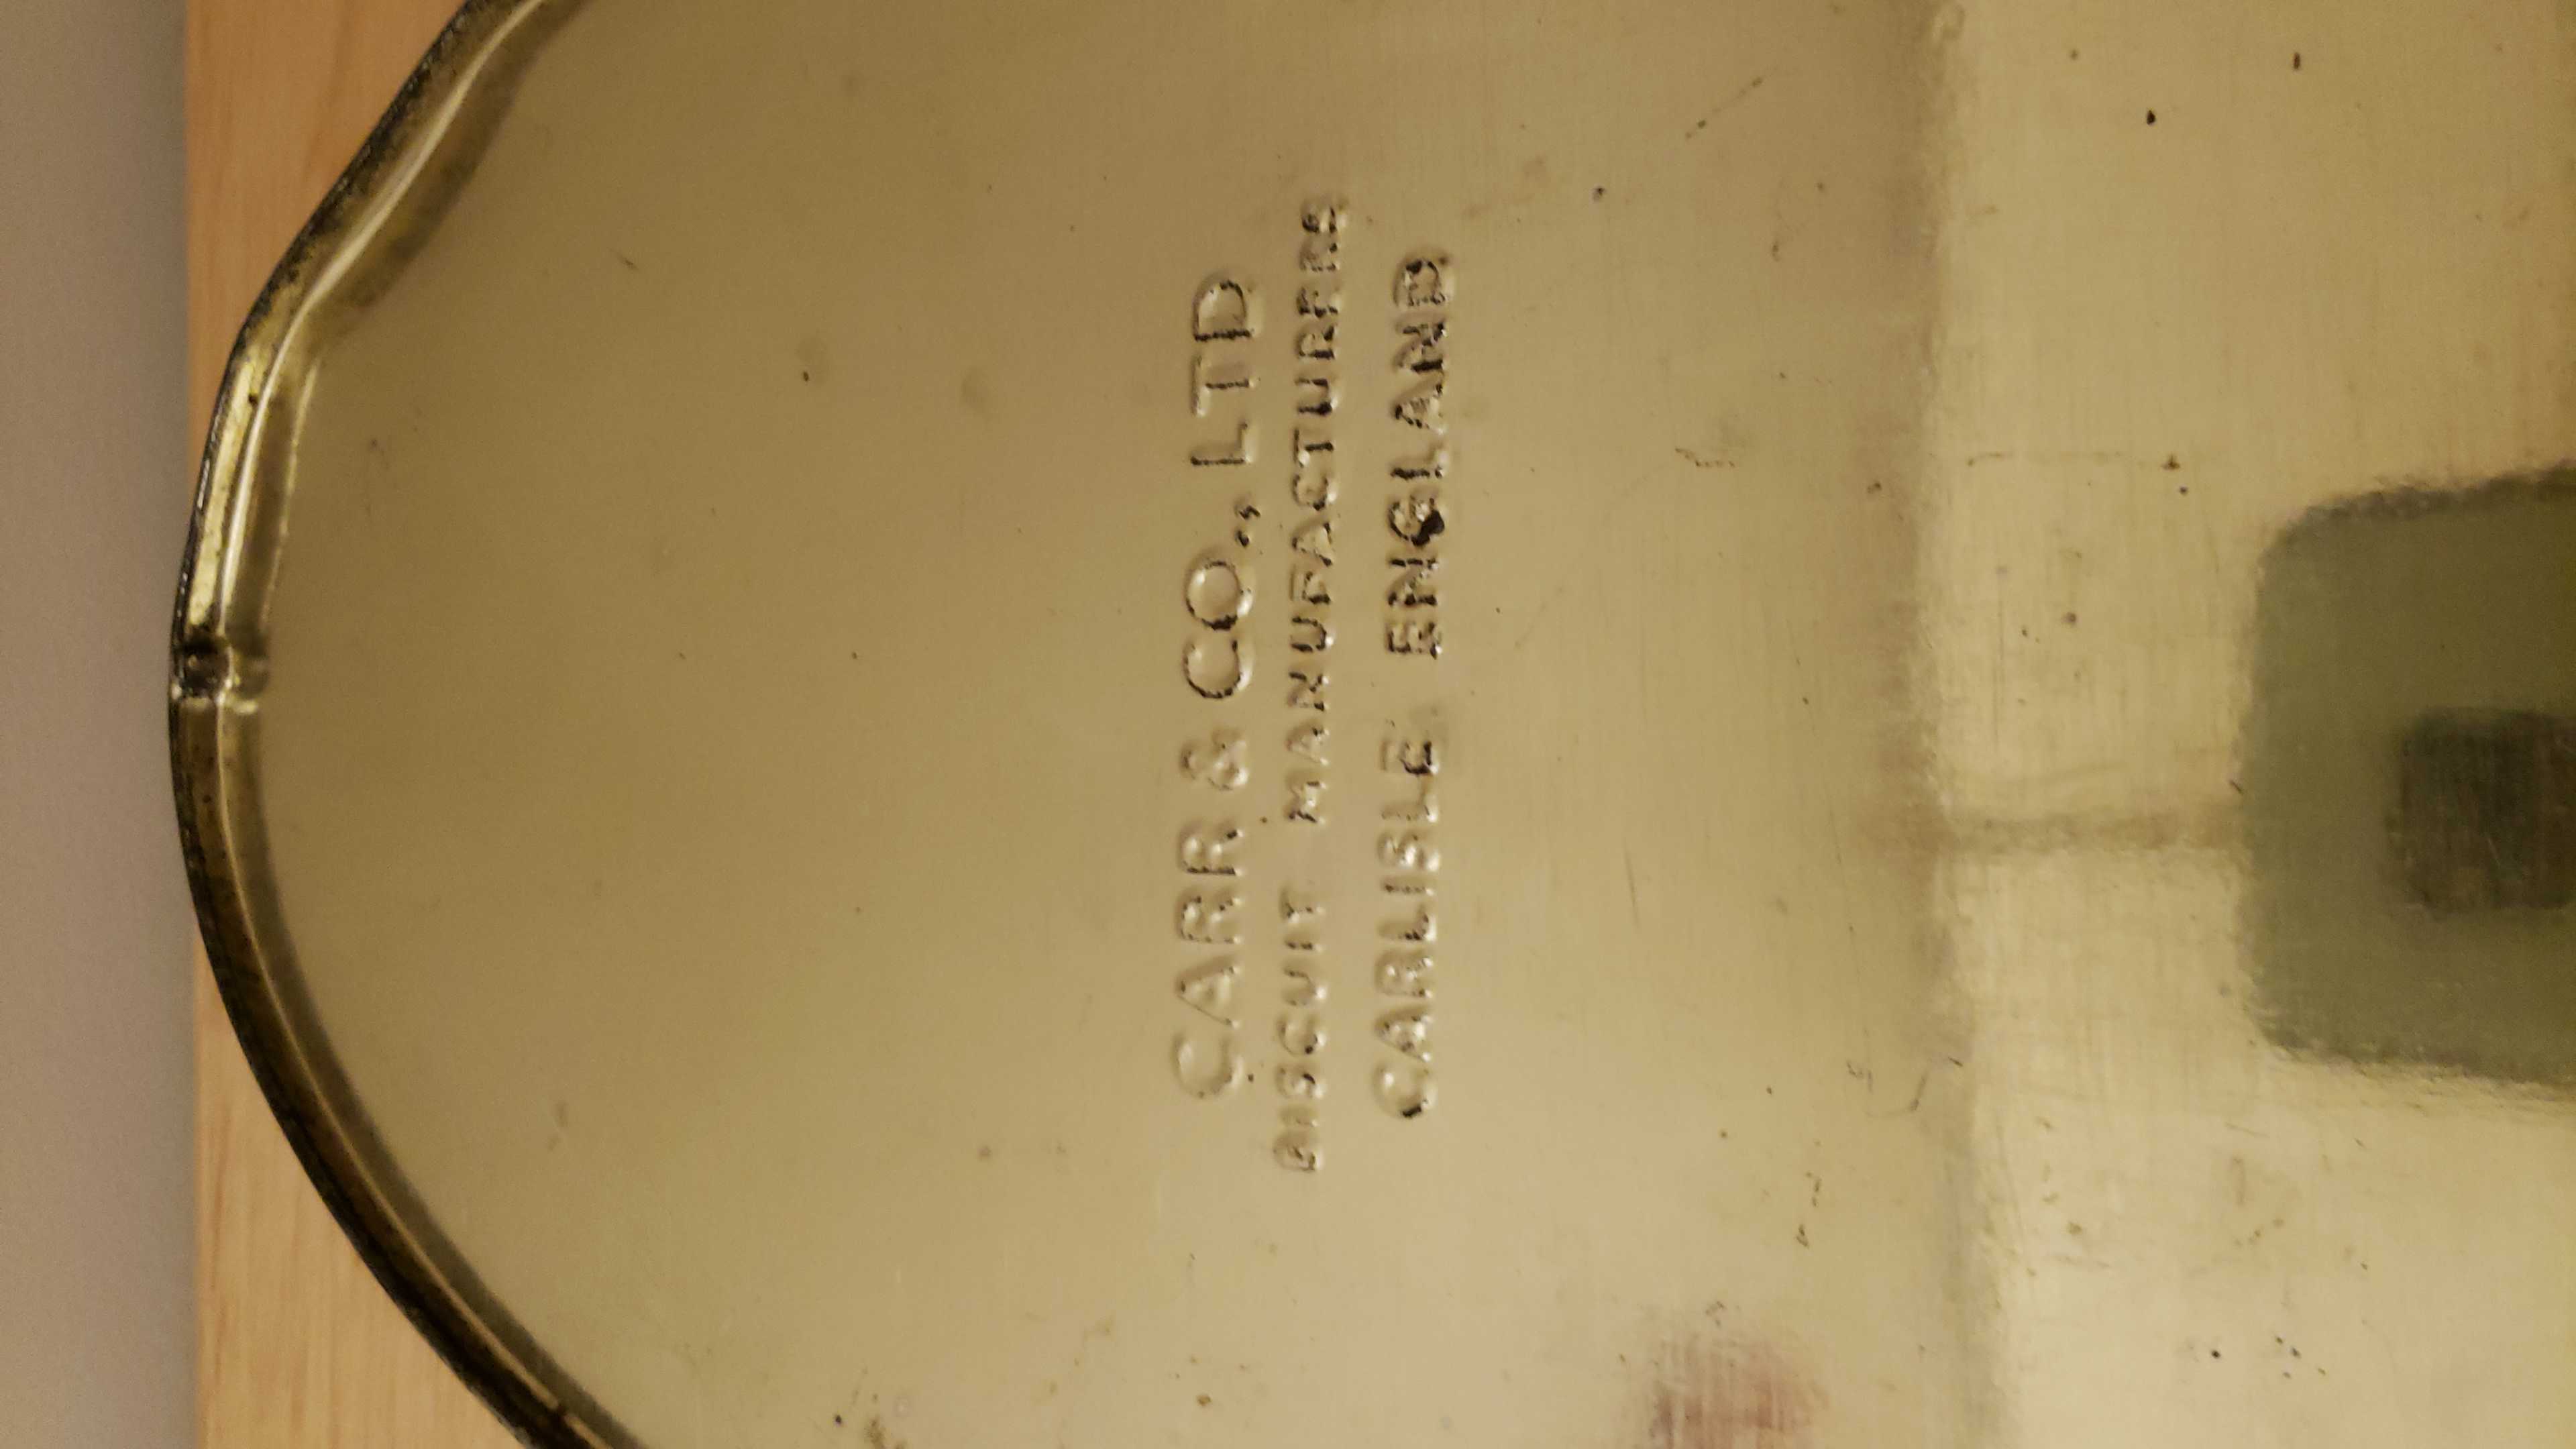 CARR & CO., LTD
BISCUIT MANUFACTURERS
CARLISLE ENGLAND